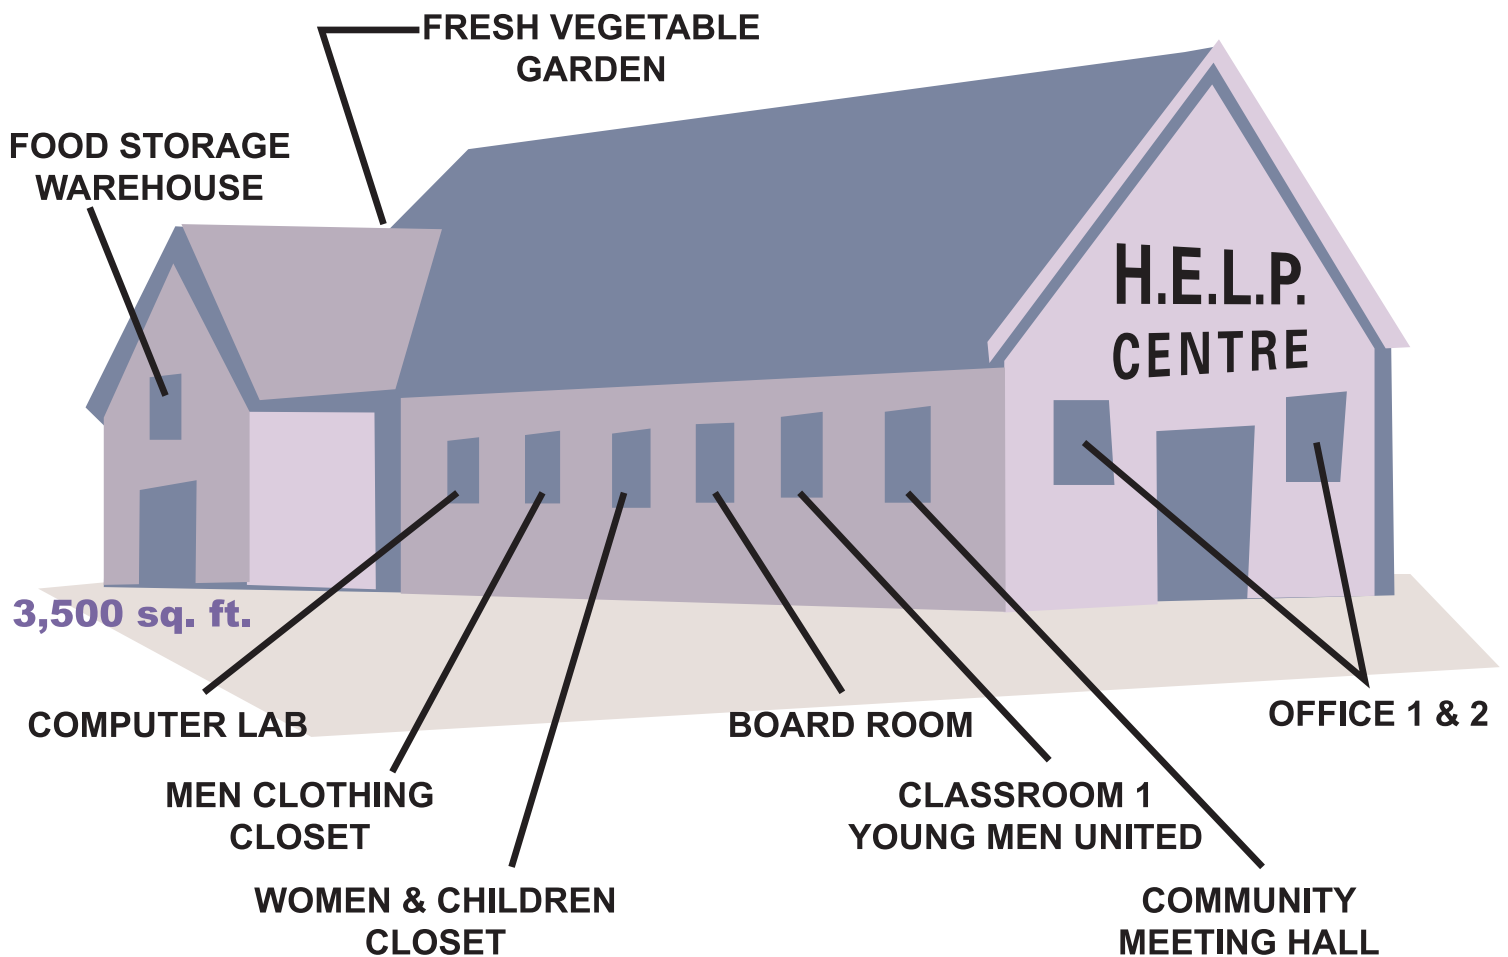 FRESH VEGETABLE
GARDEN
FOOD STORAGE
WAREHOUSE
H.E.L.P.
CENTRE
3,500 sq. ft.
COMPUTER LAB
BOARD ROOM
OFFICE 1 & 2
MEN CLOTHING
CLOSET
CLASSROOM 1
YOUNG MEN UNITED
WOMEN & CHILDREN
CLOSET
COMMUNITY
MEETING HALL